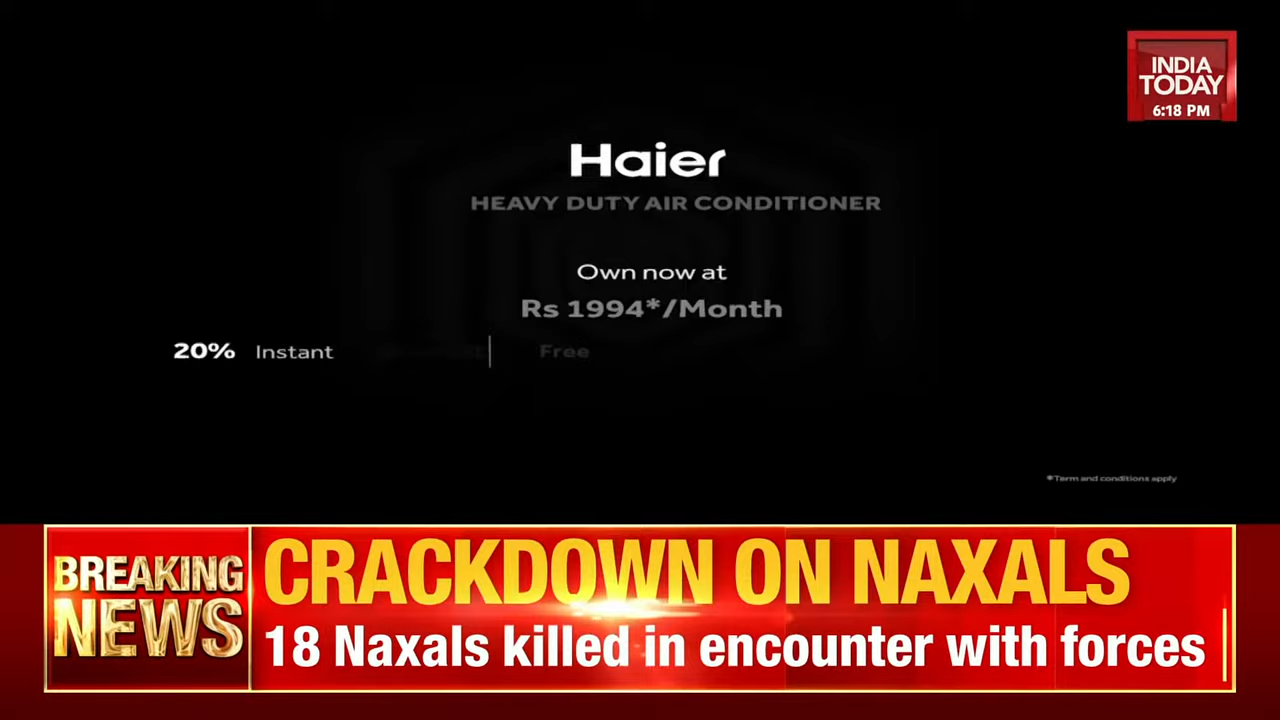 INDIA
TODAY
6:18 PM
Haier
HEAVY DUTY AIR CONDITIONER
Own now at
Rs 1994*/Month
20% Instant
Free
*Term and conditions apply
BREAKING
NEWS
CRACKDOWN ON NAXALS
18 Naxals killed in encounter with forces